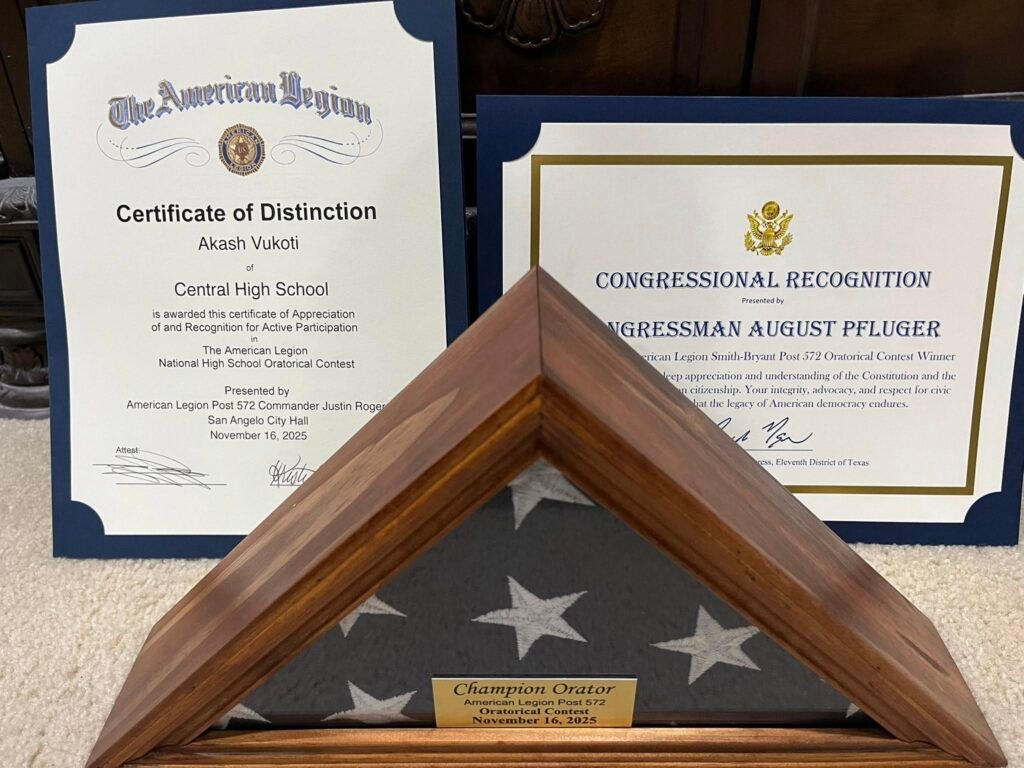 The American Legion
AMERICAN
US
LEGION
Certificate of Distinction
Akash Vukoti
of
Central High School
is awarded this certificate of Appreciation
of and Recognition for Active Participation
in
The American Legion
National High School Oratorical Contest
Presented by
American Legion Post 572 Commander Justin Roger
San Angelo City Hall
November 16, 2025
Attest:
CONGRESSIONAL RECOGNITION
Presented by
NGRESSMAN AUGUST PFLUGER
erican Legion Smith-Bryant Post 572 Oratorical Contest Winner
deep appreciation and understanding of the Constitution and the
on citizenship. Your integrity, advocacy, and respect for civic
hat the legacy of American democracy endures.
ress, Eleventh District of Texas
Champion Orator
American Legion Post 572
Oratorical Contest
November 16, 2025